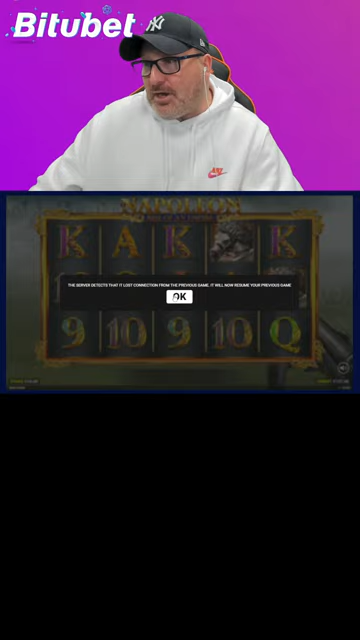 Bitubet
NY
NAPOLEON
K A K K
THE SERVER DETECTS THAT IT LOST CONNECTION FROM THE PREVIOUS GAME, IT WILL NOW RESUME YOUR PREVIOUS GAME
OK
9 10 9 10 Q